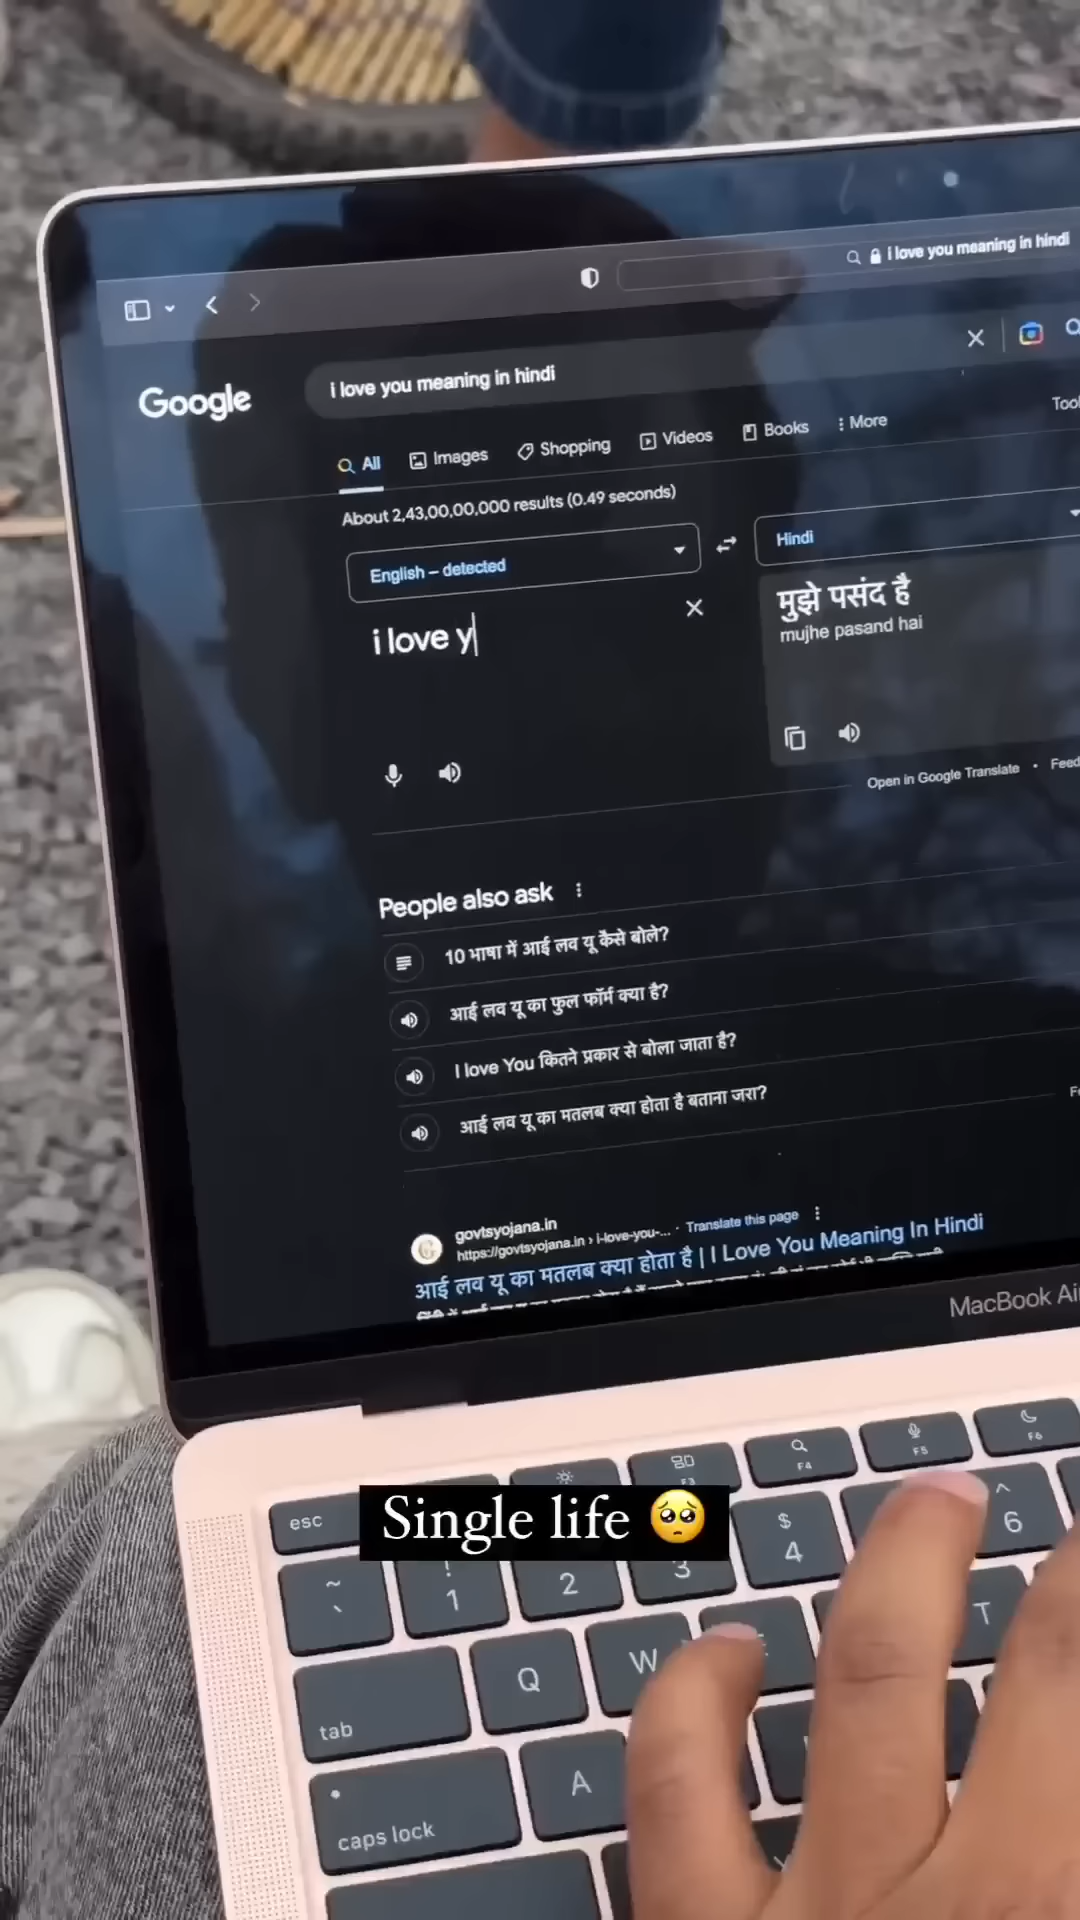 i love you meaning in hindi
Google
i love you meaning in hindi
All Images Shopping Videos Books More
About 2,43,00,00,000 results (0.49 seconds)
English – detected
Hindi
i love y
मुझे पसंद है
mujhe pasand hai
Open in Google Translate •
People also ask
10 भाषा में आई लव यू कैसे बोले?
आई लव यू का फुल फॉर्म क्या है?
I love You कितने प्रकार से बोला जाता है?
आई लव यू का मतलब क्या होता है बताना जरा?
govtsyojana.in
https://govtsyojana.in › i-love-you-... · Translate this page
आई लव यू का मतलब क्या होता है | I Love You Meaning In Hindi
MacBook Air
Single life 🥺
esc F3 F4 F5 F6
~ ` ! 1 2 3 $ 4 ^ 6
tab Q W E T
caps lock A